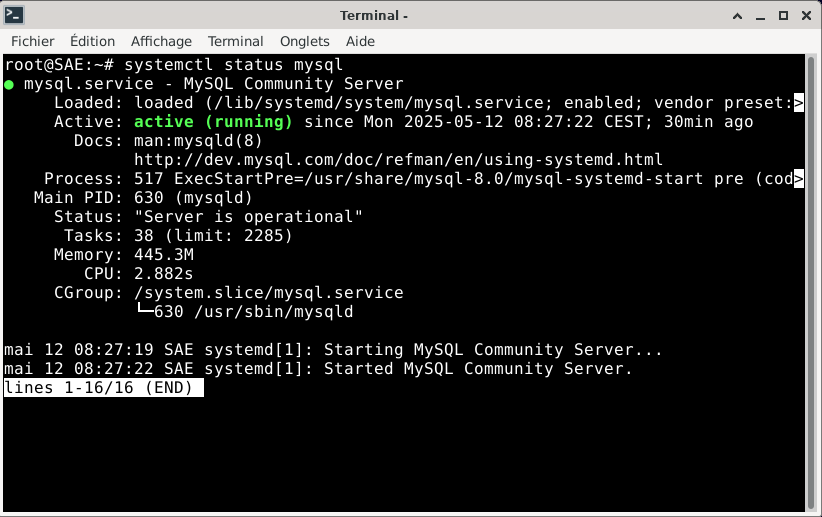 Terminal -
Fichier Édition Affichage Terminal Onglets Aide
root@SAE:~# systemctl status mysql
● mysql.service - MySQL Community Server
     Loaded: loaded (/lib/systemd/system/mysql.service; enabled; vendor preset:>
     Active: active (running) since Mon 2025-05-12 08:27:22 CEST; 30min ago
       Docs: man:mysqld(8)
             http://dev.mysql.com/doc/refman/en/using-systemd.html
    Process: 517 ExecStartPre=/usr/share/mysql-8.0/mysql-systemd-start pre (cod>
   Main PID: 630 (mysqld)
     Status: "Server is operational"
      Tasks: 38 (limit: 2285)
     Memory: 445.3M
        CPU: 2.882s
     CGroup: /system.slice/mysql.service
             └─630 /usr/sbin/mysqld

mai 12 08:27:19 SAE systemd[1]: Starting MySQL Community Server...
mai 12 08:27:22 SAE systemd[1]: Started MySQL Community Server.
lines 1-16/16 (END)